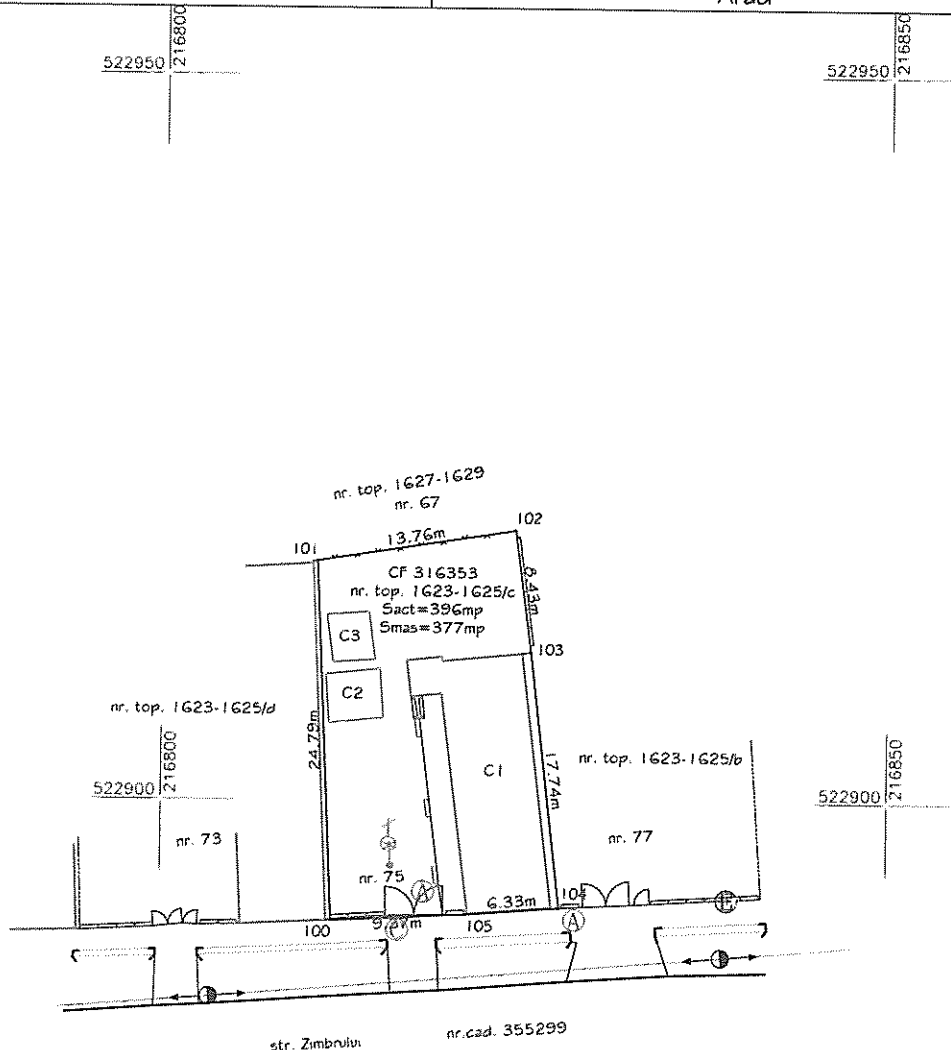 522950
216800
522950
216850
nr. top. 1627-1629
nr. 67
102
13.76m
101
CF 316353
nr. top. 1623-1625/c
Sact=396mp
Smas=377mp
8.43m
C3
103
C2
nr. top. 1623-1625/d
24.79m
216800
522900
C1
17.74m
nr. top. 1623-1625/b
216850
522900
nr. 73
nr. 77
nr. 75
A
6.33m
104
E
100
C
105
A
str. Zimbrului
nr.cad. 355299